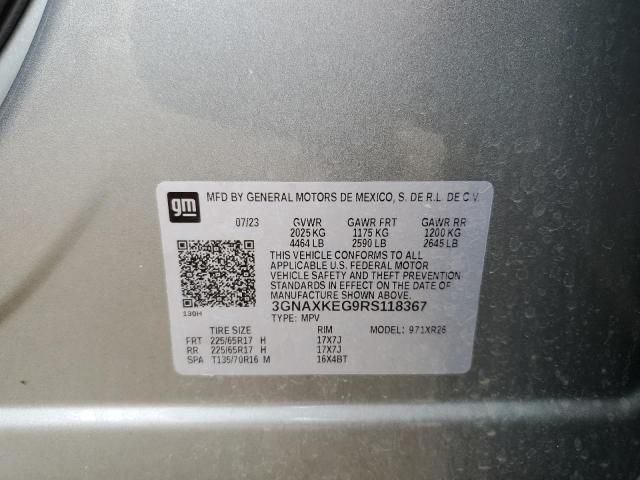 gm
MFD BY GENERAL MOTORS DE MEXICO, S. DE R.L. DE C.V.
07/23 GVWR GAWR FRT GAWR RR
2025 KG 1175 KG 1200 KG
4464 LB 2590 LB 2645 LB
THIS VEHICLE CONFORMS TO ALL
APPLICABLE U.S. FEDERAL MOTOR
VEHICLE SAFETY AND THEFT PREVENTION
STANDARDS IN EFFECT ON THE DATE OF
MANUFACTURE SHOWN ABOVE.
130H 3GNAXKEG9RS118367
TYPE: MPV
TIRE SIZE RIM MODEL: 971XR26
FRT 225/65R17 H 17X7J
RR 225/65R17 H 17X7J
SPA T135/70R16 M 16X4BT